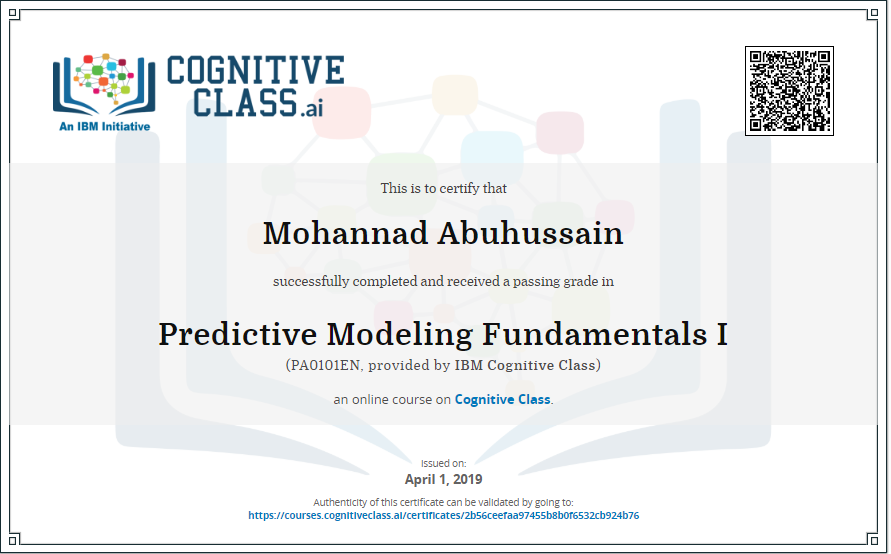 COGNITIVE
CLASS.ai
An IBM Initiative
This is to certify that
Mohannad Abuhussain
successfully completed and received a passing grade in
Predictive Modeling Fundamentals I
(PA0101EN, provided by IBM Cognitive Class)
an online course on Cognitive Class.
Issued on:
April 1, 2019
Authenticity of this certificate can be validated by going to:
https://courses.cognitiveclass.ai/certificates/2b56ceefaa97455b8b0f6532cb924b76